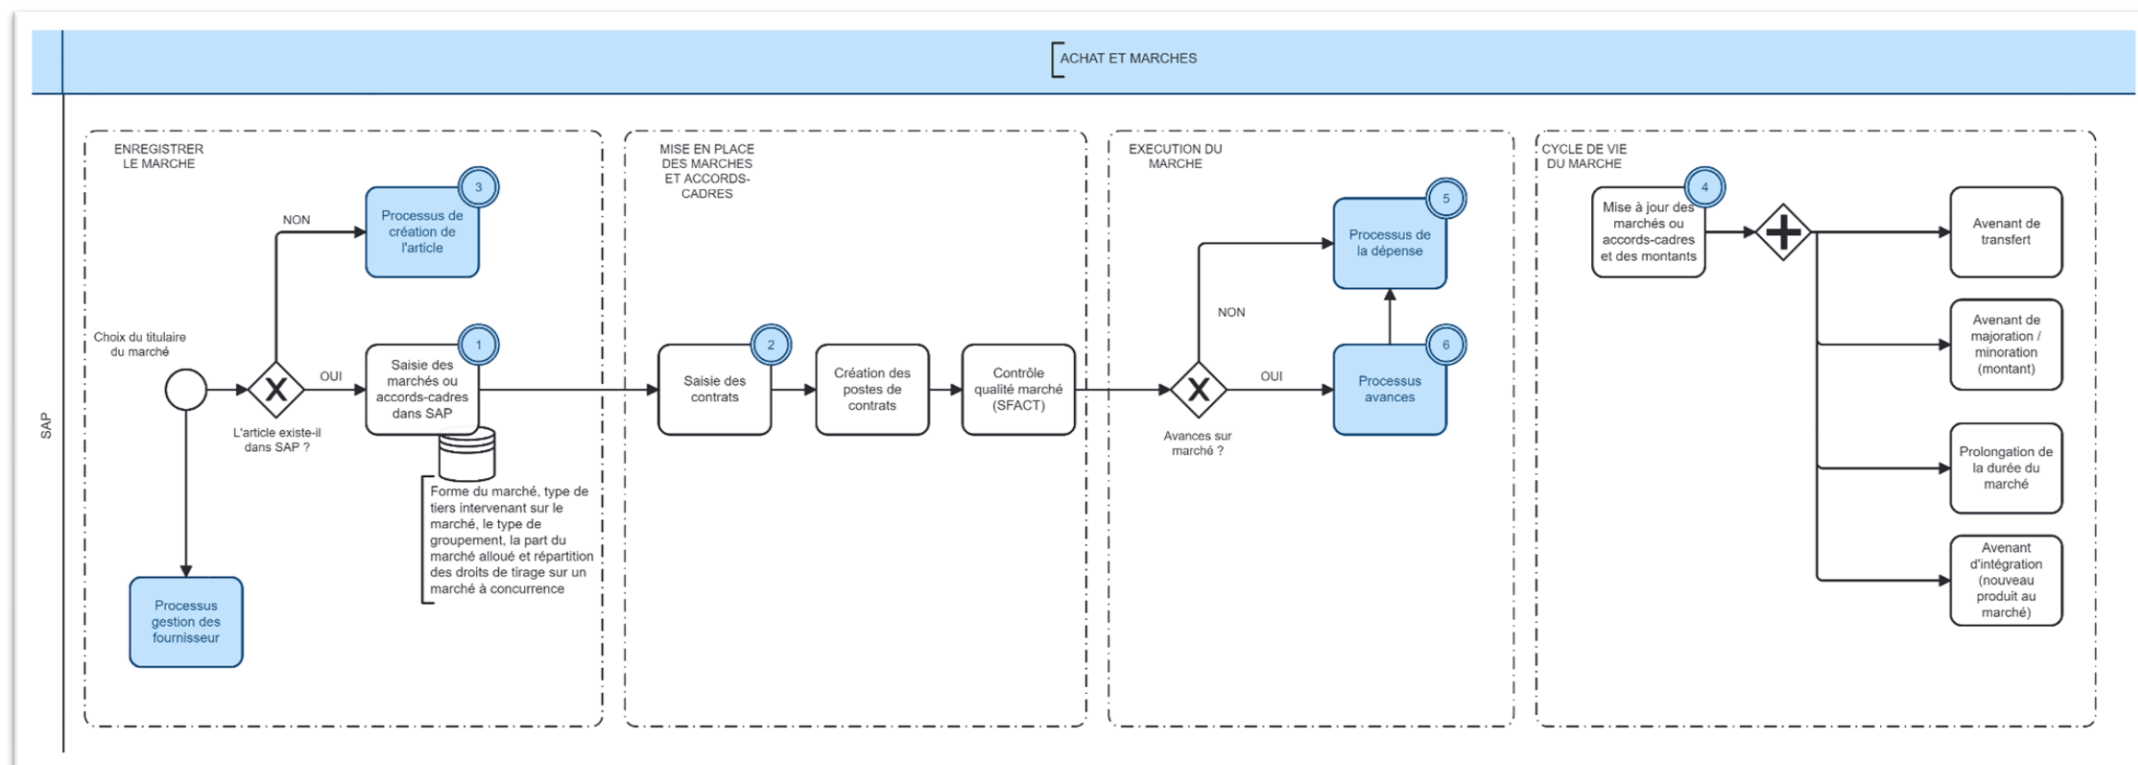 ACHAT ET MARCHES
SAP
ENREGISTRER
LE MARCHE
3
Processus de
création de
l'article
NON
Choix du titulaire
du marché
OUI
1
Saisie des
marchés ou
accords-cadres
dans SAP
L'article existe-il
dans SAP ?
Forme du marché, type de
tiers intervenant sur le
marché, le type de
groupement, la part du
marché alloué et répartition
des droits de tirage sur un
marché à concurrence
Processus
gestion des
fournisseur
MISE EN PLACE
DES MARCHES
ET ACCORDS-
CADRES
2
Saisie des
contrats
Création des
postes de
contrats
Contrôle
qualité marché
(SFACT)
EXECUTION DU
MARCHE
5
Processus de
la dépense
NON
OUI
6
Processus
avances
Avances sur
marché ?
CYCLE DE VIE
DU MARCHE
4
Mise à jour des
marchés ou
accords-cadres
et des montants
Avenant de
transfert
Avenant de
majoration /
minoration
(montant)
Prolongation de
la durée du
marché
Avenant
d'intégration
(nouveau
produit au
marché)